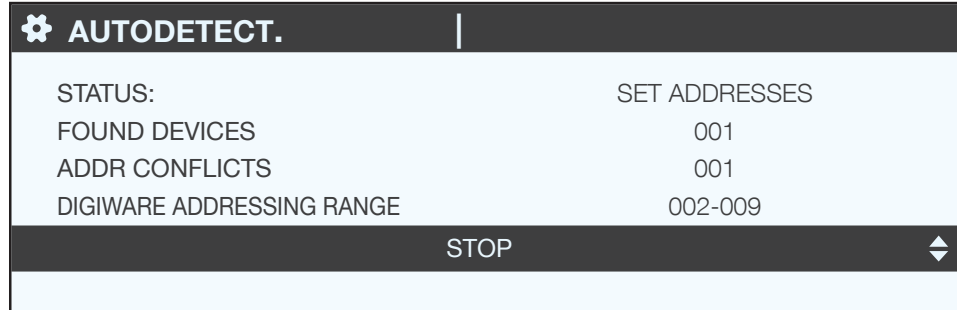 AUTODETECT.
STATUS: SET ADDRESSES
FOUND DEVICES 001
ADDR CONFLICTS 001
DIGIWARE ADDRESSING RANGE 002-009
STOP